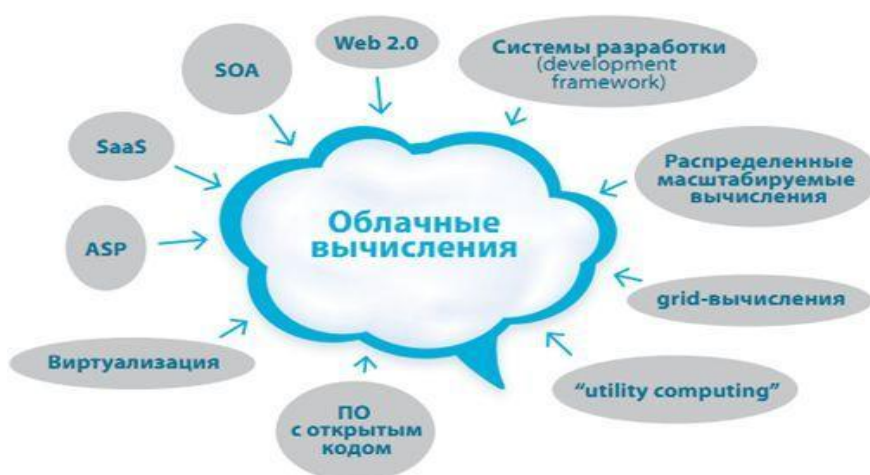 Web 2.0
Системы разработки
(development
framework)
SOA
SaaS
Распределенные
масштабируемые
вычисления
Облачные
вычисления
ASP
grid-вычисления
Виртуализация
“utility computing”
ПО
с открытым
кодом